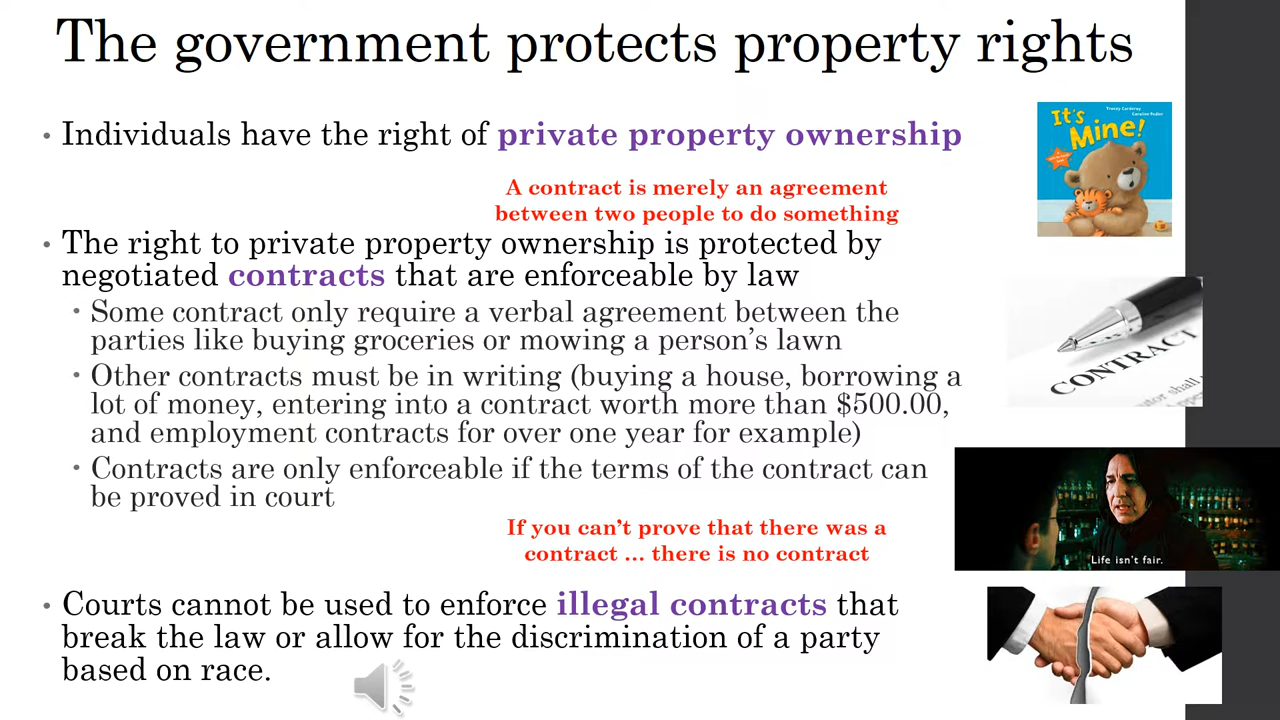 The government protects property rights
• Individuals have the right of private property ownership
A contract is merely an agreement
between two people to do something
• The right to private property ownership is protected by
negotiated contracts that are enforceable by law
• Some contract only require a verbal agreement between the
parties like buying groceries or mowing a person's lawn
• Other contracts must be in writing (buying a house, borrowing a
lot of money, entering into a contract worth more than $500.00,
and employment contracts for over one year for example)
• Contracts are only enforceable if the terms of the contract can
be proved in court
If you can't prove that there was a
contract ... there is no contract
• Courts cannot be used to enforce illegal contracts that
break the law or allow for the discrimination of a party
based on race.
Tracey Corderoy
Caroline Pedler
It's
Mine!
CONTRACT
shall
Life isn't fair.